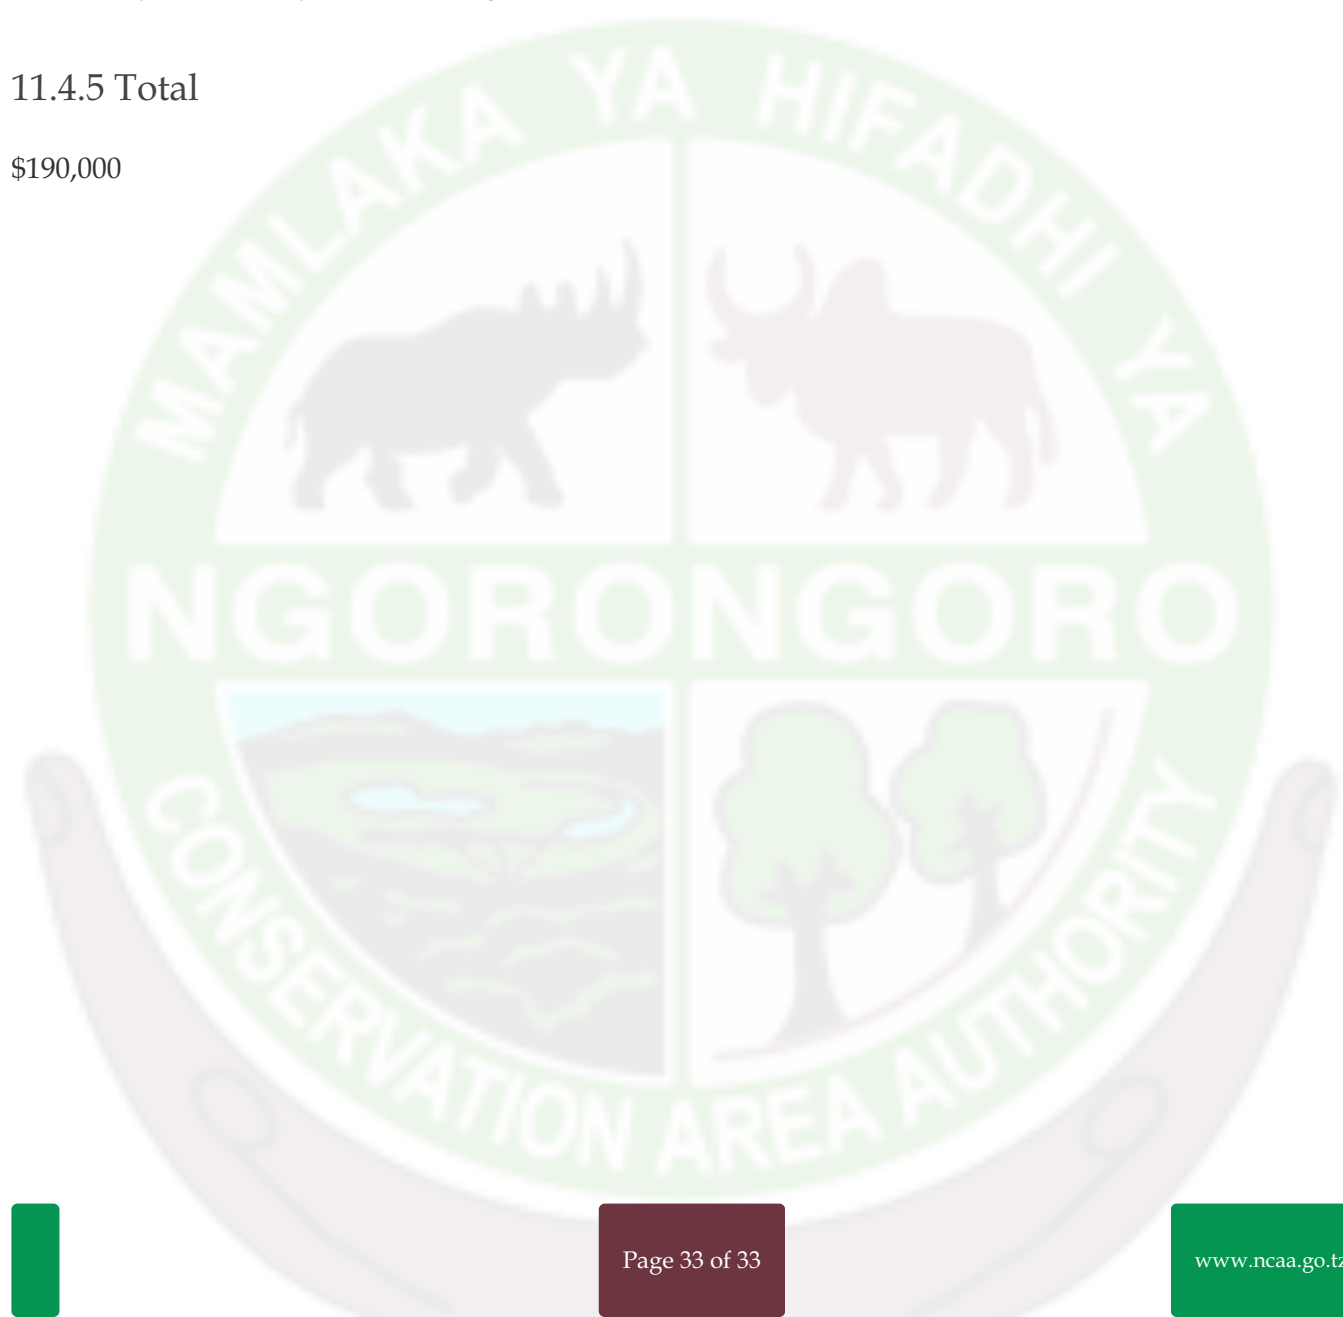 11.4.5 Total
$190,000
MAMLAKA YA HIFADHI YA
NGORONGORO
CONSERVATION AREA AUTHORITY
Page 33 of 33
www.ncaa.go.tz